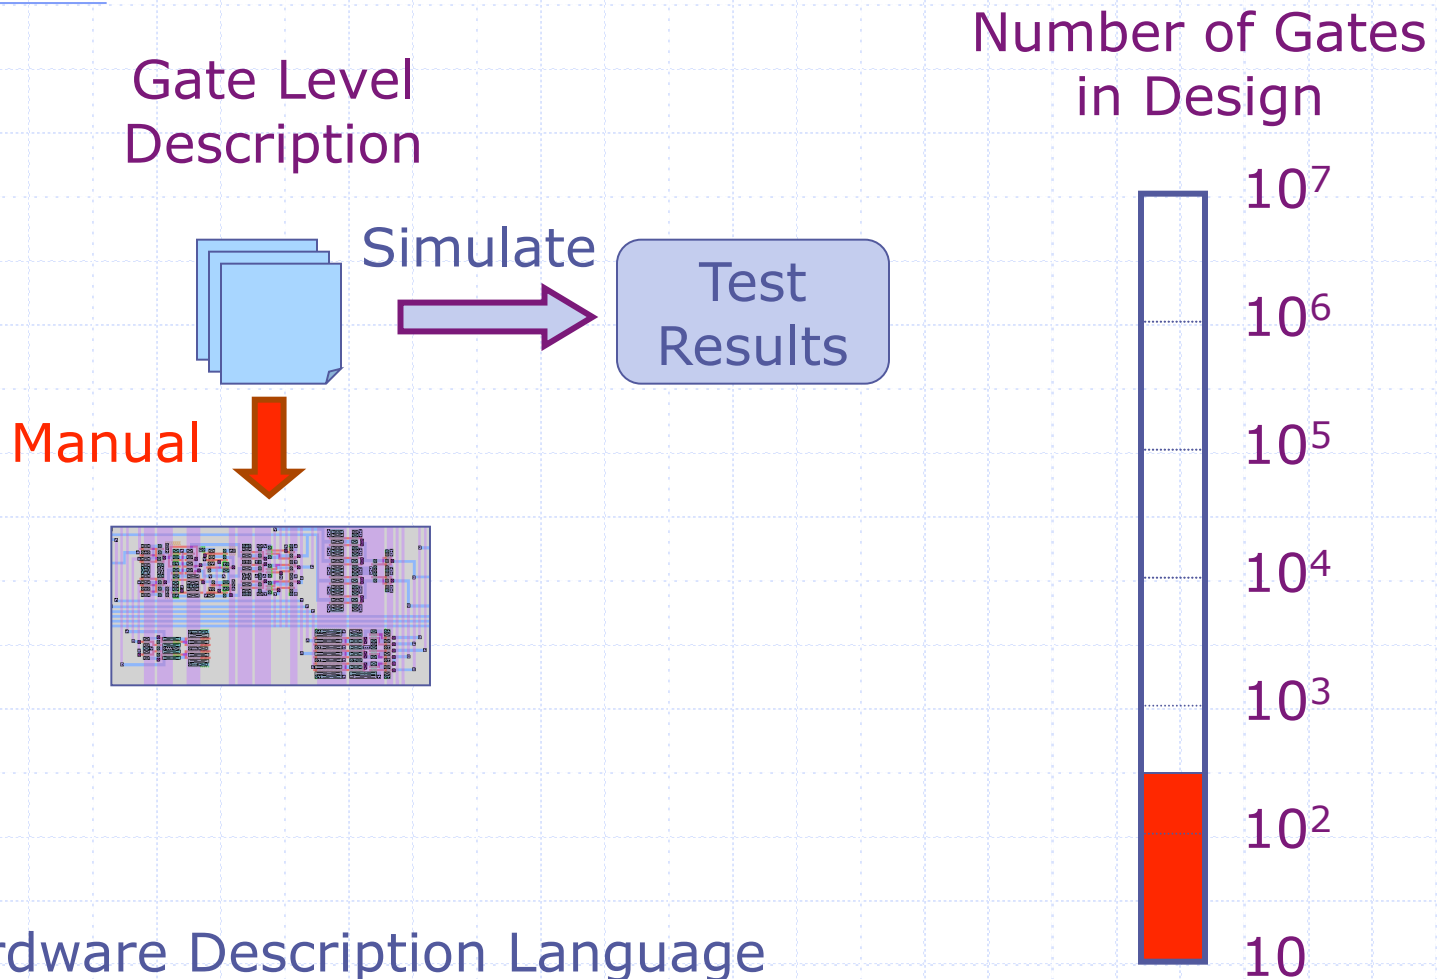 Gate Level
Description
Simulate
Test
Results
Manual
Number of Gates
in Design
10⁷
10⁶
10⁵
10⁴
10³
10²
10
rdware Description Language